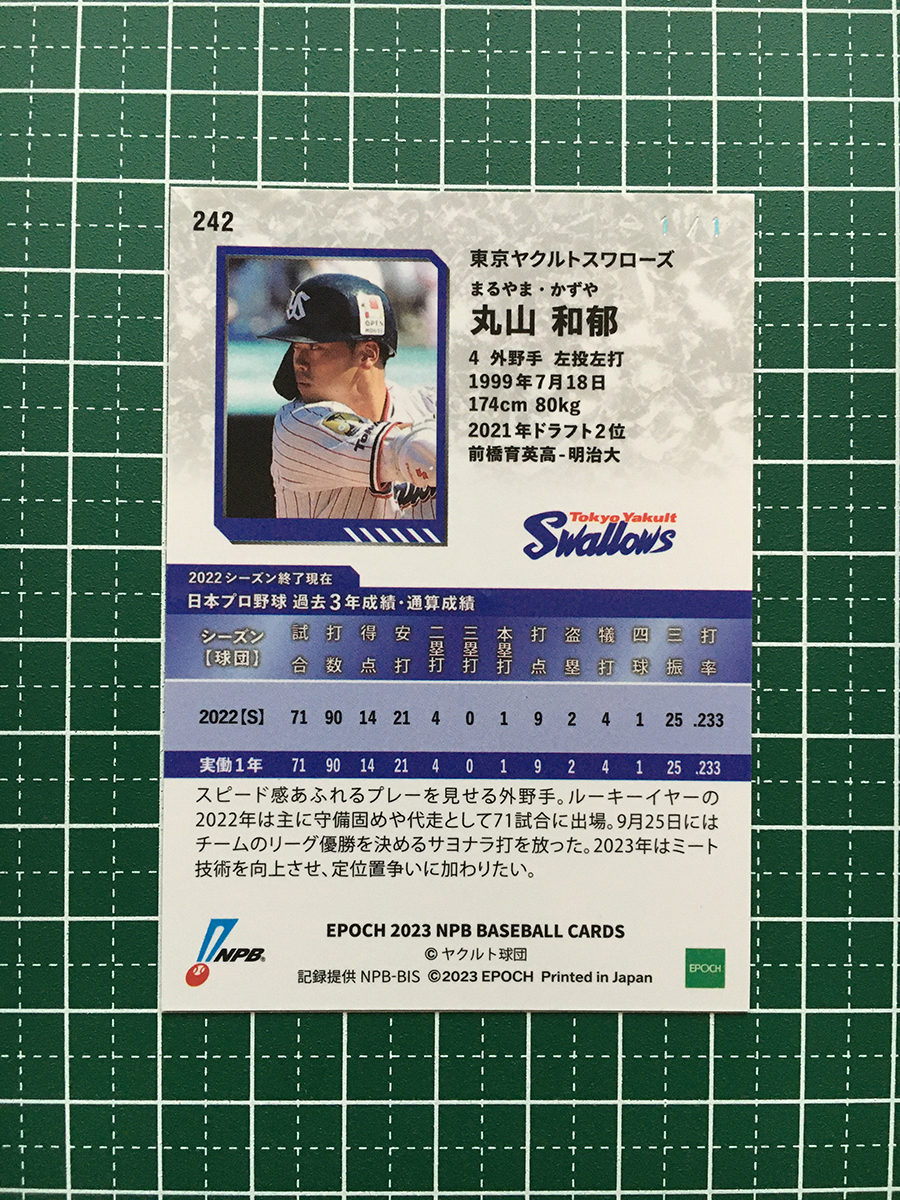 242
1/1
東京ヤクルトスワローズ
まるやま・かずや
丸山 和郁
4 外野手 左投左打
1999年7月18日
174cm 80kg
2021年ドラフト2位
前橋育英高-明治大
Tokyo Yakult
Swallows
2022シーズン終了現在
日本プロ野球 過去3年成績・通算成績
シーズン【球団】 試合 打数 得点 安打 二塁打 三塁打 本塁打 打点 盗塁 犠打 四球 三振 打率
2022【S】 71 90 14 21 4 0 1 9 2 4 1 25 .233
実働1年 71 90 14 21 4 0 1 9 2 4 1 25 .233
スピード感あふれるプレーを見せる外野手。ルーキーイヤーの
2022年は主に守備固めや代走として71試合に出場。9月25日には
チームのリーグ優勝を決めるサヨナラ打を放った。2023年はミート
技術を向上させ、定位置争いに加わりたい。
NPB®
EPOCH 2023 NPB BASEBALL CARDS
© ヤクルト球団
記録提供 NPB-BIS ©2023 EPOCH Printed in Japan
EPOCH